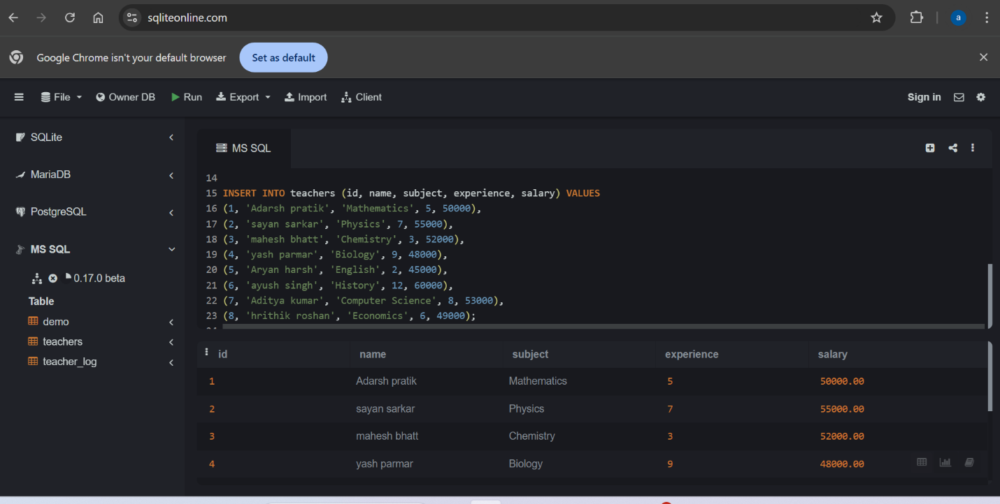 sqliteonline.com
a
Google Chrome isn't your default browser
Set as default
File
Owner DB
Run
Export
Import
Client
Sign in
SQLite
MariaDB
PostgreSQL
MS SQL
0.17.0 beta
Table
demo
teachers
teacher_log
MS SQL
14
15 INSERT INTO teachers (id, name, subject, experience, salary) VALUES
16 (1, 'Adarsh pratik', 'Mathematics', 5, 50000),
17 (2, 'sayan sarkar', 'Physics', 7, 55000),
18 (3, 'mahesh bhatt', 'Chemistry', 3, 52000),
19 (4, 'yash parmar', 'Biology', 9, 48000),
20 (5, 'Aryan harsh', 'English', 2, 45000),
21 (6, 'ayush singh', 'History', 12, 60000),
22 (7, 'Aditya kumar', 'Computer Science', 8, 53000),
23 (8, 'hrithik roshan', 'Economics', 6, 49000);
id name subject experience salary
1 Adarsh pratik Mathematics 5 50000.00
2 sayan sarkar Physics 7 55000.00
3 mahesh bhatt Chemistry 3 52000.00
4 yash parmar Biology 9 48000.00